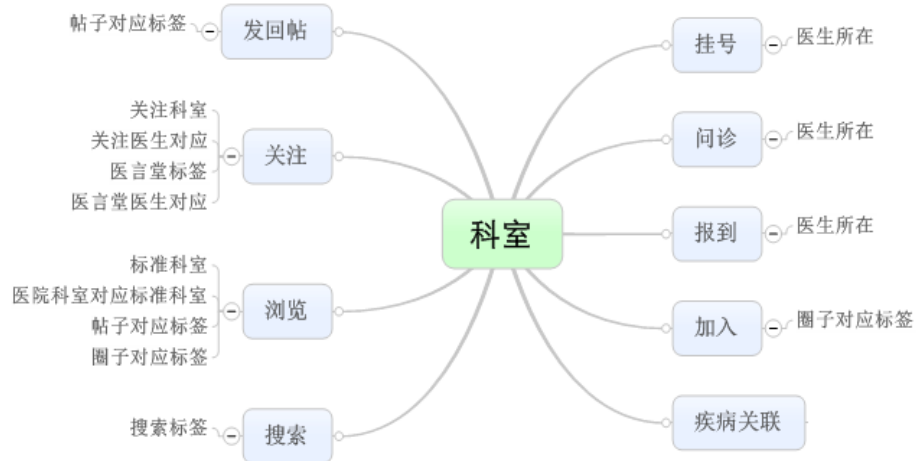 帖子对应标签
发回帖
关注科室
关注医生对应
医言堂标签
医言堂医生对应
关注
标准科室
医院科室对应标准科室
帖子对应标签
圈子对应标签
浏览
搜索标签
搜索
科室
挂号
医生所在
问诊
医生所在
报到
医生所在
加入
圈子对应标签
疾病关联